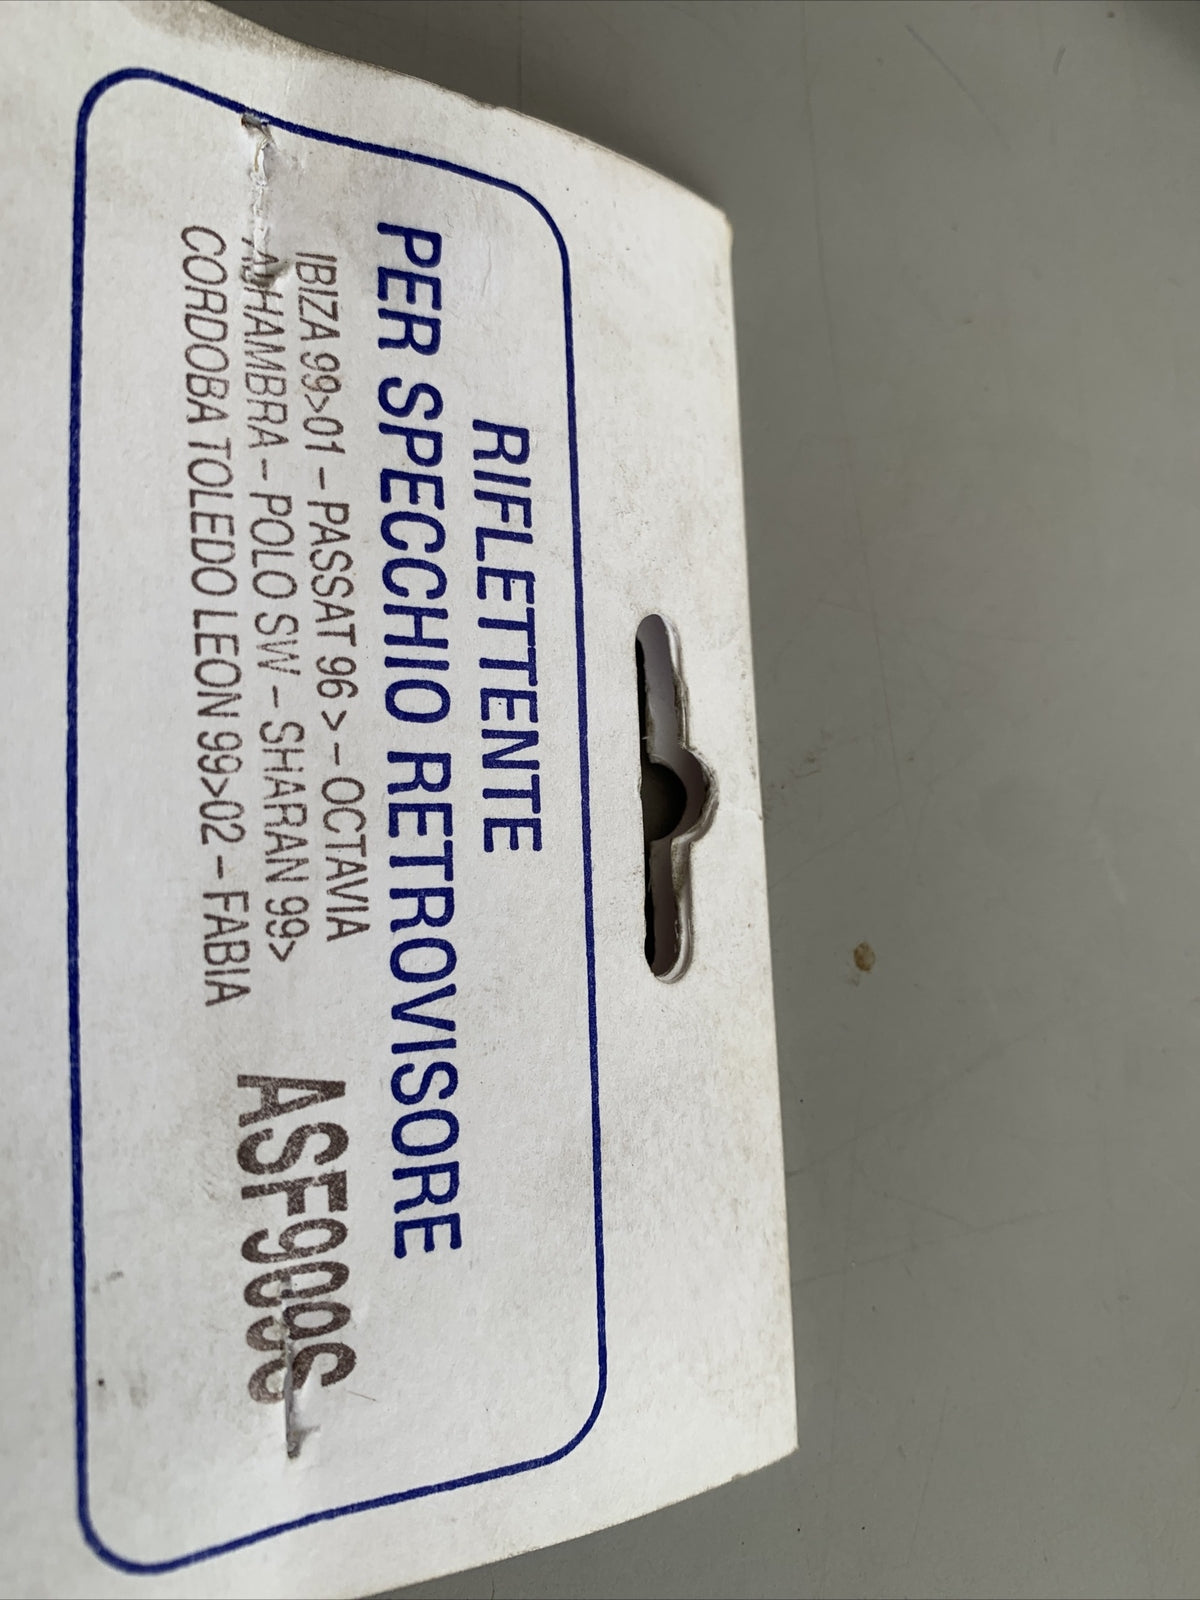 RIFLETTENTE
PER SPECCHIO RETROVISORE
IBIZA 99>01 - PASSAT 96 > - OCTAVIA
ALHAMBRA - POLO SW - SHARAN 99>
CORDOBA TOLEDO LEON 99>02 - FABIA
ASF909S